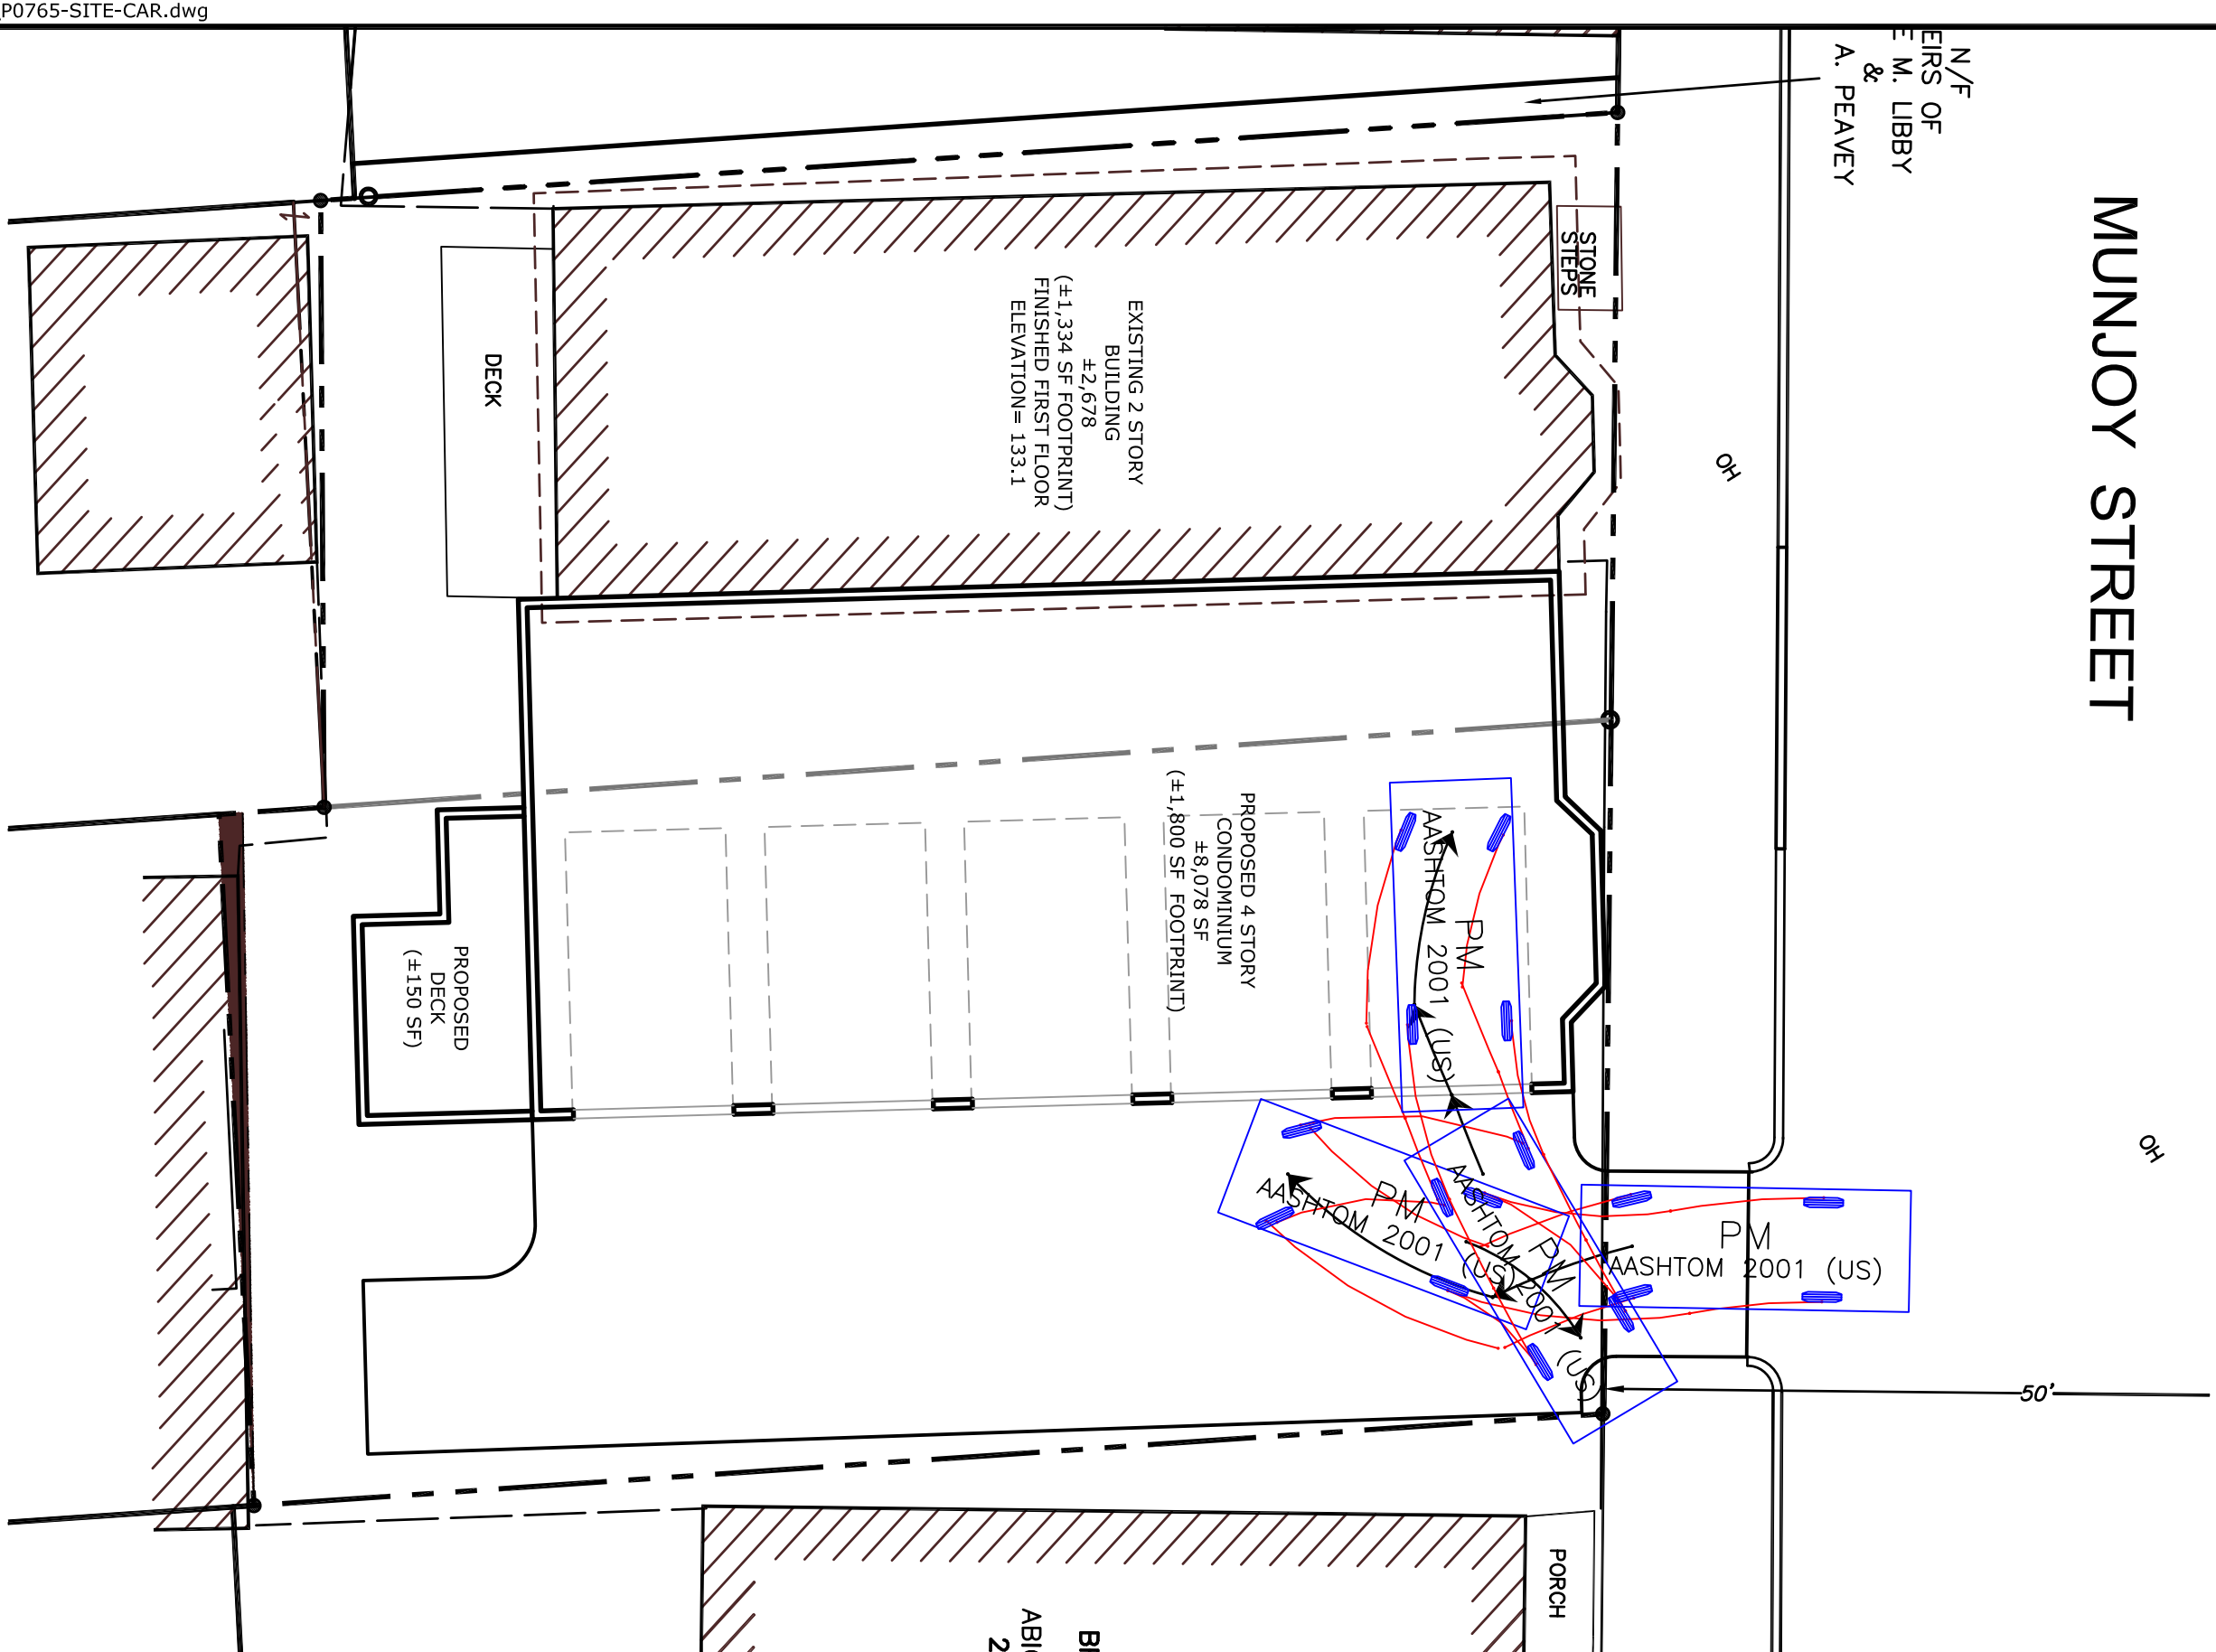 P0765-SITE-CAR.dwg
N/F
EIRS OF
E M. LIBBY
&
A. PEAVEY
MUNJOY STREET
STONE
STEPS
OH
EXISTING 2 STORY
BUILDING
±2,678
(±1,334 SF FOOTPRINT)
FINISHED FIRST FLOOR
ELEVATION= 133.1
DECK
PROPOSED 4 STORY
CONDOMINIUM
±8,078 SF
(±1,800 SF FOOTPRINT)
PM
AASHTOM 2001 (US)
PROPOSED
DECK
(±150 SF)
OH
PM
AASHTOM 2001 (US)
PM
AASHTOM 2001 (US)
PM
AASHTOM 2001 (US)
50'
PORCH
ABIG
2